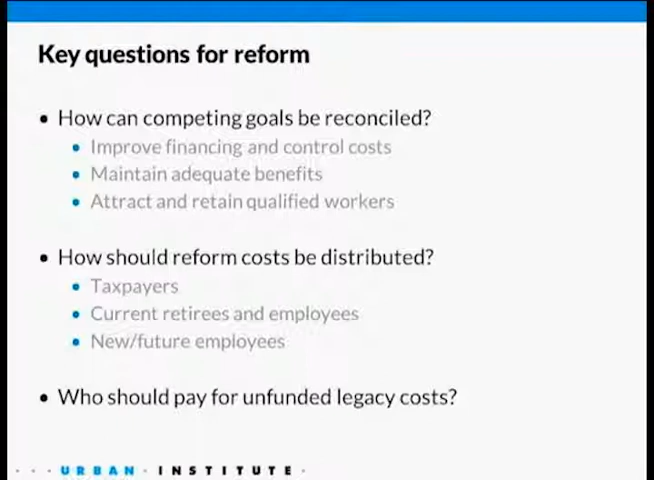 Key questions for reform
• How can competing goals be reconciled?
• Improve financing and control costs
• Maintain adequate benefits
• Attract and retain qualified workers
• How should reform costs be distributed?
• Taxpayers
• Current retirees and employees
• New/future employees
• Who should pay for unfunded legacy costs?
URBAN · INSTITUTE